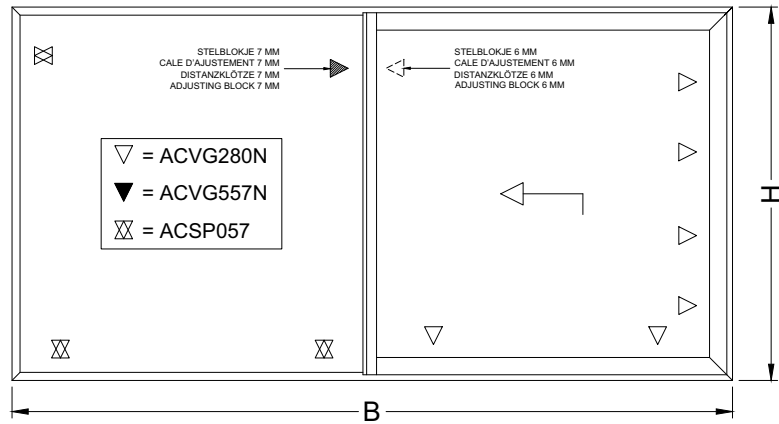 STELBLOKJE 7 MM
CALE D'AJUSTEMENT 7 MM
DISTANZKLÖTZE 7 MM
ADJUSTING BLOCK 7 MM
STELBLOKJE 6 MM
CALE D'AJUSTEMENT 6 MM
DISTANZKLÖTZE 6 MM
ADJUSTING BLOCK 6 MM
= ACVG280N
= ACVG557N
= ACSP057
H
B